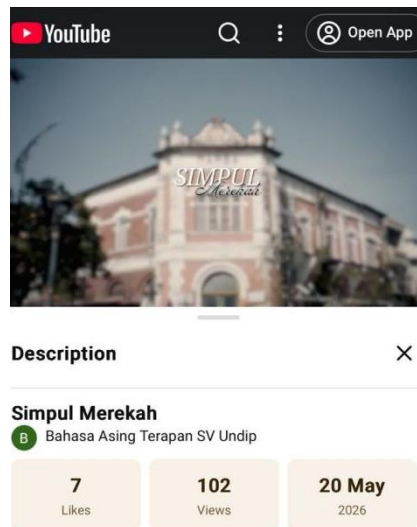 YouTube
Open App
SIMPUL
Merekah
Description
Simpul Merekah
B Bahasa Asing Terapan SV Undip
7 102 20 May
Likes Views 2026